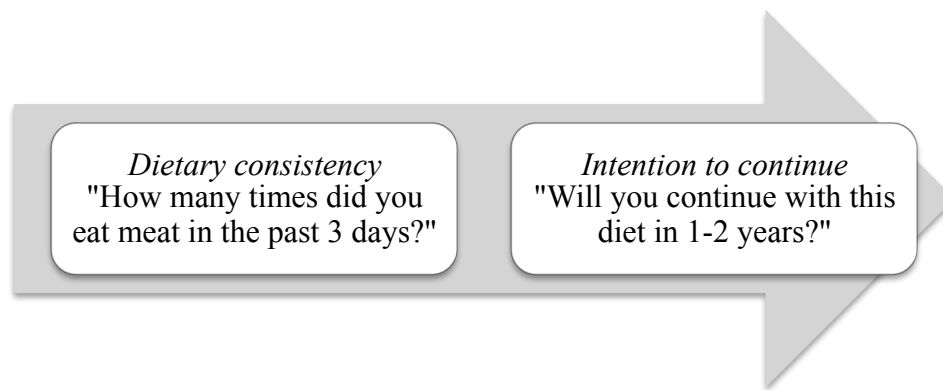 Dietary consistency
"How many times did you
eat meat in the past 3 days?"
Intention to continue
"Will you continue with this
diet in 1-2 years?"